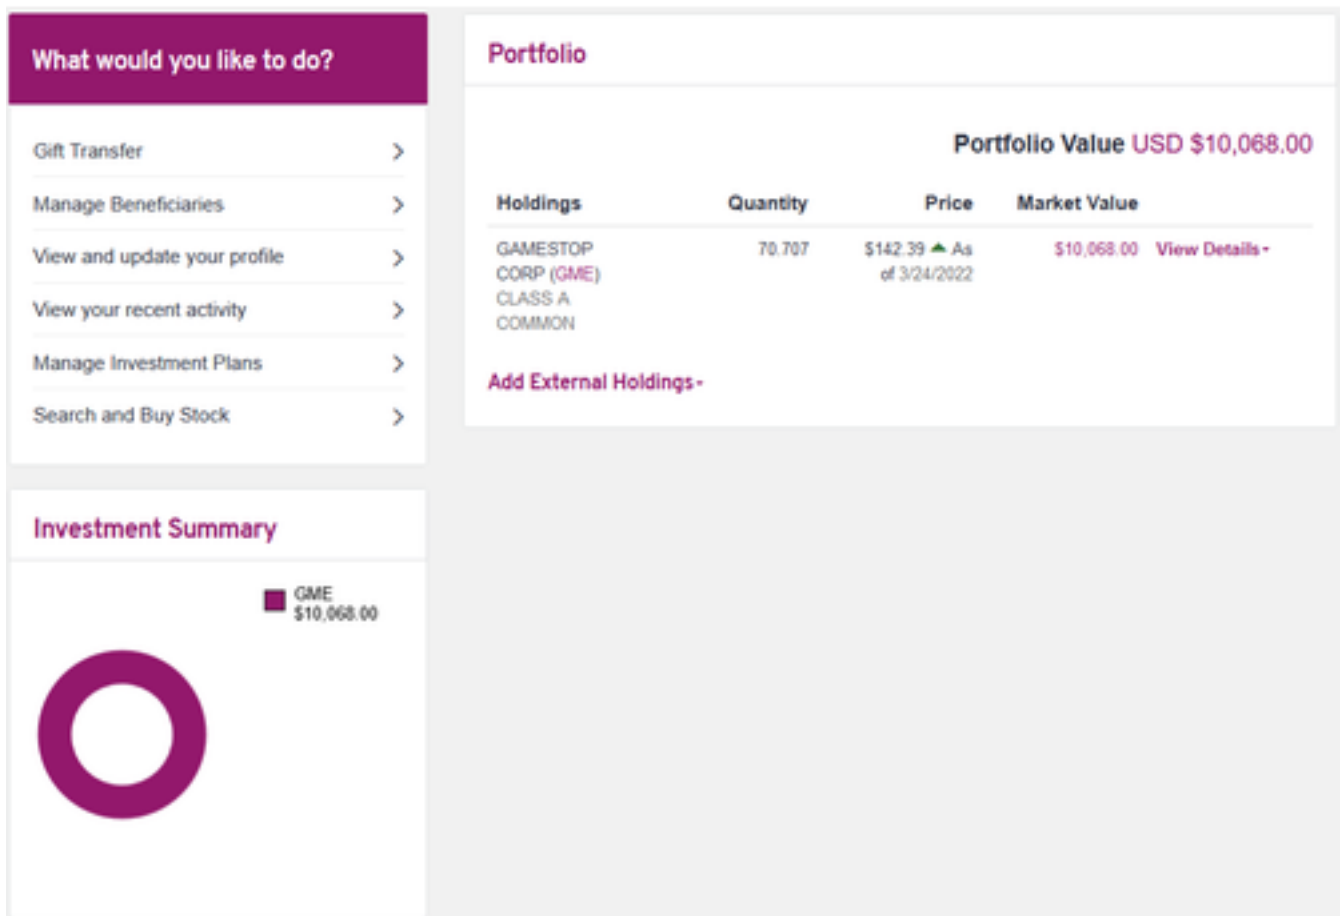 What would you like to do?
Gift Transfer
Manage Beneficiaries
View and update your profile
View your recent activity
Manage Investment Plans
Search and Buy Stock
Portfolio
Portfolio Value USD $10,068.00
Holdings Quantity Price Market Value
GAMESTOP 70.707 $142.39 ▲ As $10,068.00 View Details
CORP (GME) of 3/24/2022
CLASS A
COMMON
Add External Holdings
Investment Summary
GME
$10,068.00